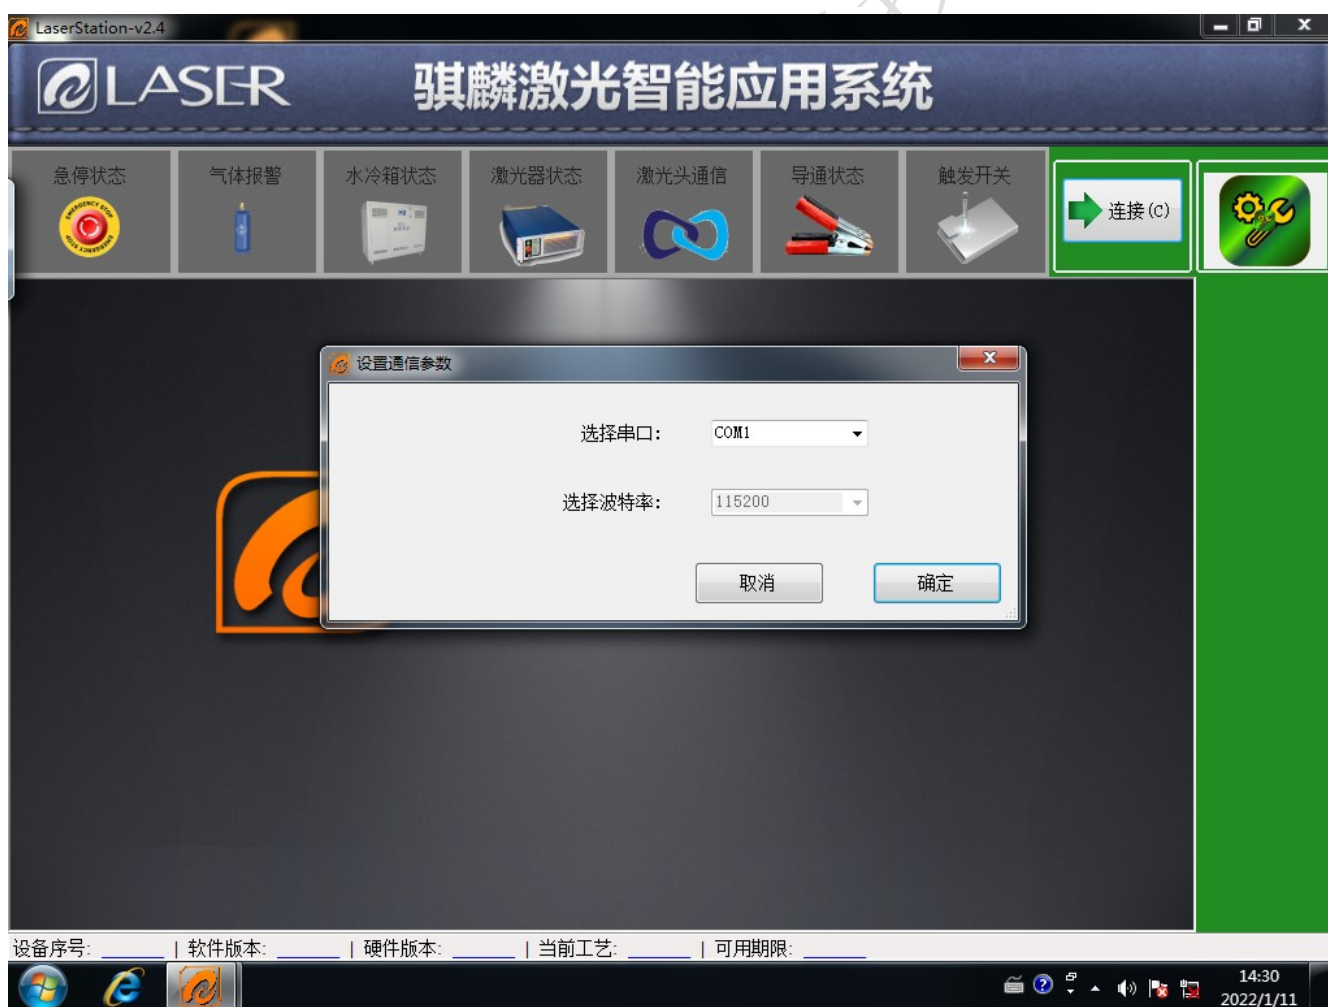 LaserStation-v2.4
LASER 骐麟激光智能应用系统
急停状态 气体报警 水冷箱状态 激光器状态 激光头通信 导通状态 触发开关
EMERGENCY STOP
连接(C)
设置通信参数
选择串口: COM1
选择波特率: 115200
取消 确定
设备序号: | 软件版本: | 硬件版本: | 当前工艺: | 可用期限:
14:30
2022/1/11